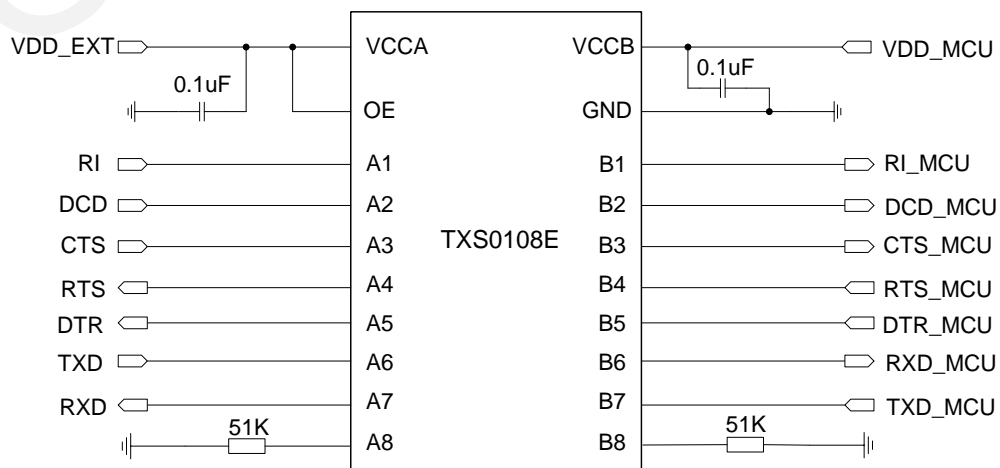 VDD_EXT VCCA VCCB VDD_MCU
0.1uF 0.1uF
OE GND
RI A1 B1 RI_MCU
DCD A2 B2 DCD_MCU
CTS A3 TXS0108E B3 CTS_MCU
RTS A4 B4 RTS_MCU
DTR A5 B5 DTR_MCU
TXD A6 B6 RXD_MCU
RXD A7 B7 TXD_MCU
51K A8 B8 51K